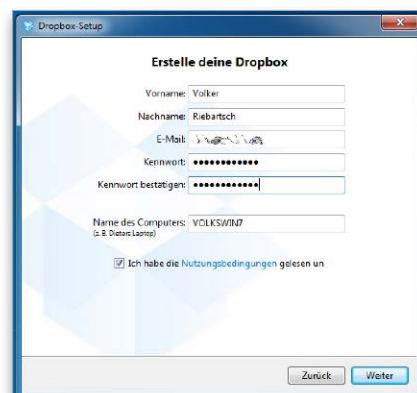 Dropbox-Setup
Erstelle deine Dropbox
Vorname: Volker
Nachname: Riebartsch
E-Mail:
Kennwort: ••••••••••••
Kennwort bestätigen: ••••••••••••
Name des Computers: VOLKSWIN7
(z. B. Dieters Laptop)
Ich habe die Nutzungsbedingungen gelesen un
Zurück Weiter